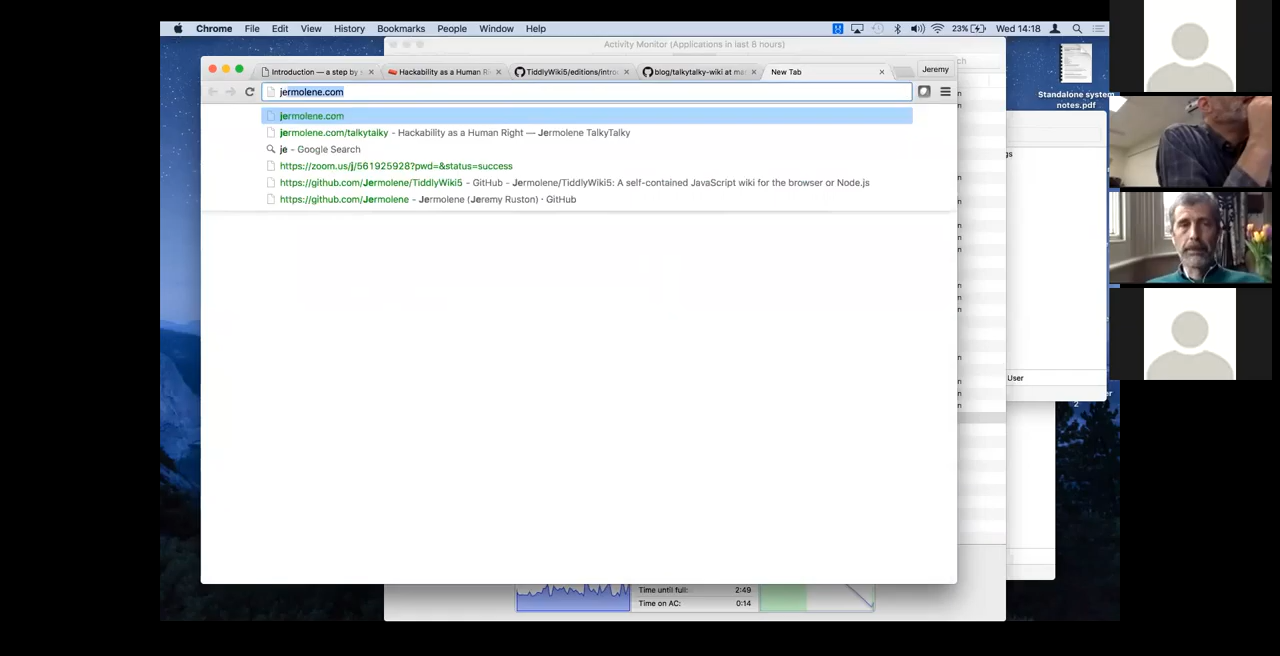 Chrome File Edit View History Bookmarks People Window Help 23% Wed 14:18
Activity Monitor (Applications in last 8 hours)
Introduction — a step by × Hackability as a Human Ri × TiddlyWiki5/editions/intro × blog/talkytalky-wiki at ma × New Tab × Jeremy
jermolene.com
jermolene.com
jermolene.com/talkytalky - Hackability as a Human Right — Jermolene TalkyTalky
je - Google Search
https://zoom.us/j/561925928?pwd=&status=success
https://github.com/Jermolene/TiddlyWiki5 - GitHub - Jermolene/TiddlyWiki5: A self-contained JavaScript wiki for the browser or Node.js
https://github.com/Jermolene - Jermolene (Jeremy Ruston) · GitHub
Standalone system
notes.pdf
User
2
Time until full: 2:49
Time on AC: 0:14